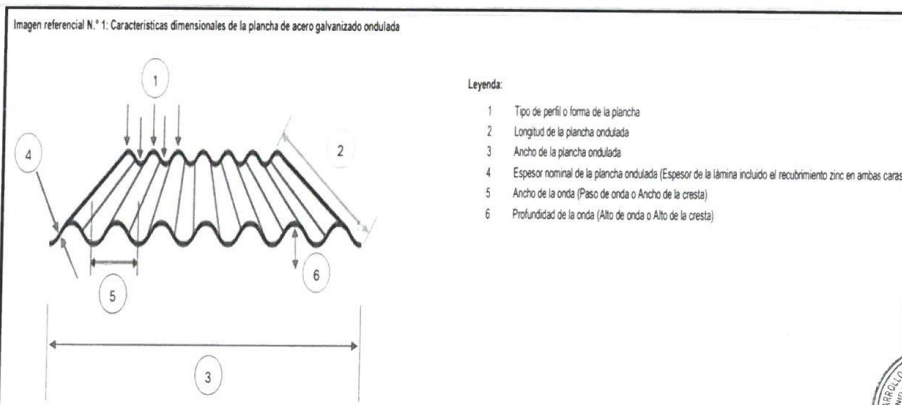 Imagen referencial N.° 1: Características dimensionales de la plancha de acero galvanizado ondulada
1
2
3
4
5
6
Leyenda:
1 Tipo de perfil o forma de la plancha
2 Longitud de la plancha ondulada
3 Ancho de la plancha ondulada
4 Espesor nominal de la plancha ondulada (Espesor de la lámina incluido el recubrimiento zinc en ambas caras
5 Ancho de la onda (Paso de onda o Ancho de la cresta)
6 Profundidad de la onda (Alto de onda o Alto de la cresta)